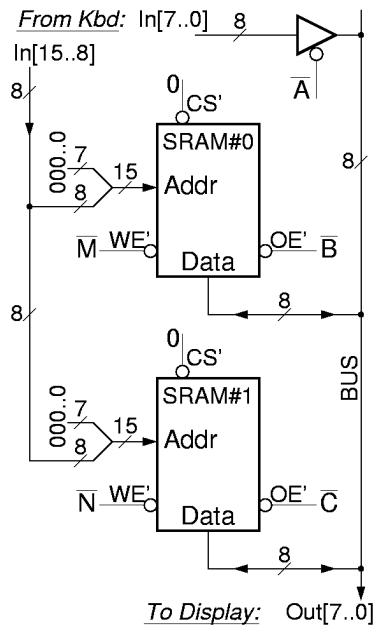 From Kbd: In[7..0] 8
In[15..8]
A
0
CS'
8
SRAM#0
000..0
7
15
Addr
8
8
M WE'
OE' B
Data
8
8
0
CS'
BUS
SRAM#1
000..0
7
15
Addr
8
N WE'
OE' C
Data
8
To Display: Out[7..0]